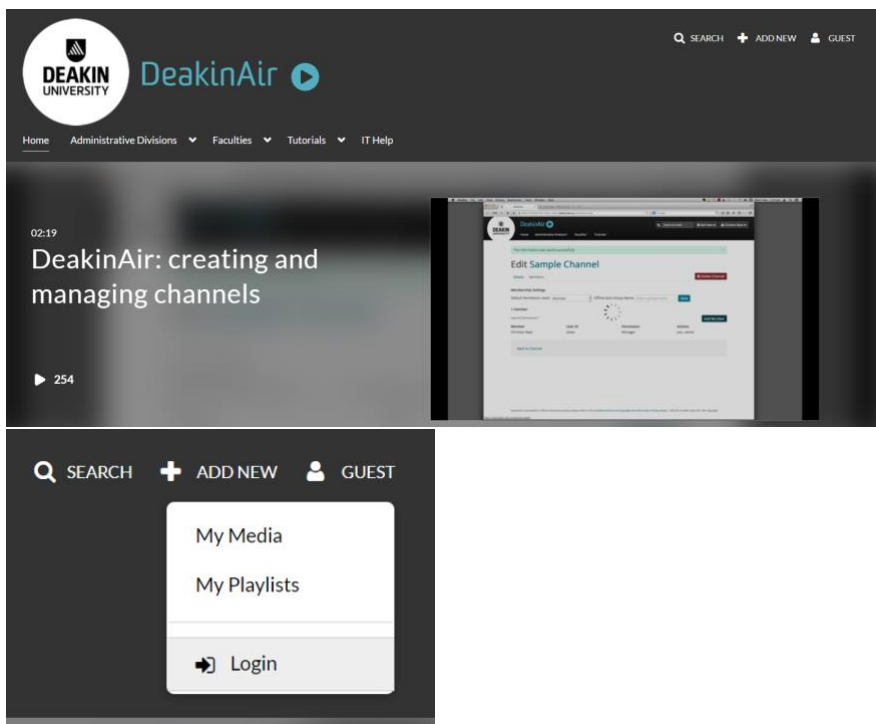 DEAKIN
UNIVERSITY
DeakinAir
SEARCH ADD NEW GUEST
Home Administrative Divisions Faculties Tutorials IT Help
02:19
DeakinAir: creating and
managing channels
254
DeakinAir
Edit Sample Channel
SEARCH ADD NEW GUEST
My Media
My Playlists
Login